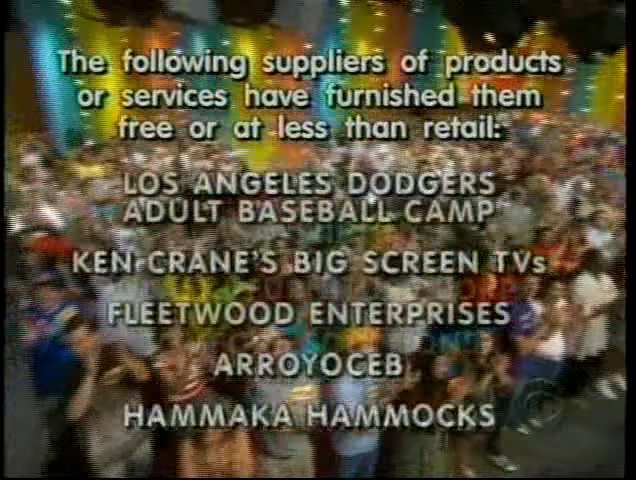 The following suppliers of products
or services have furnished them
free or at less than retail:
LOS ANGELES DODGERS
ADULT BASEBALL CAMP
KEN CRANE'S BIG SCREEN TVs
FLEETWOOD ENTERPRISES
ARROYOCEB
HAMMAKA HAMMOCKS